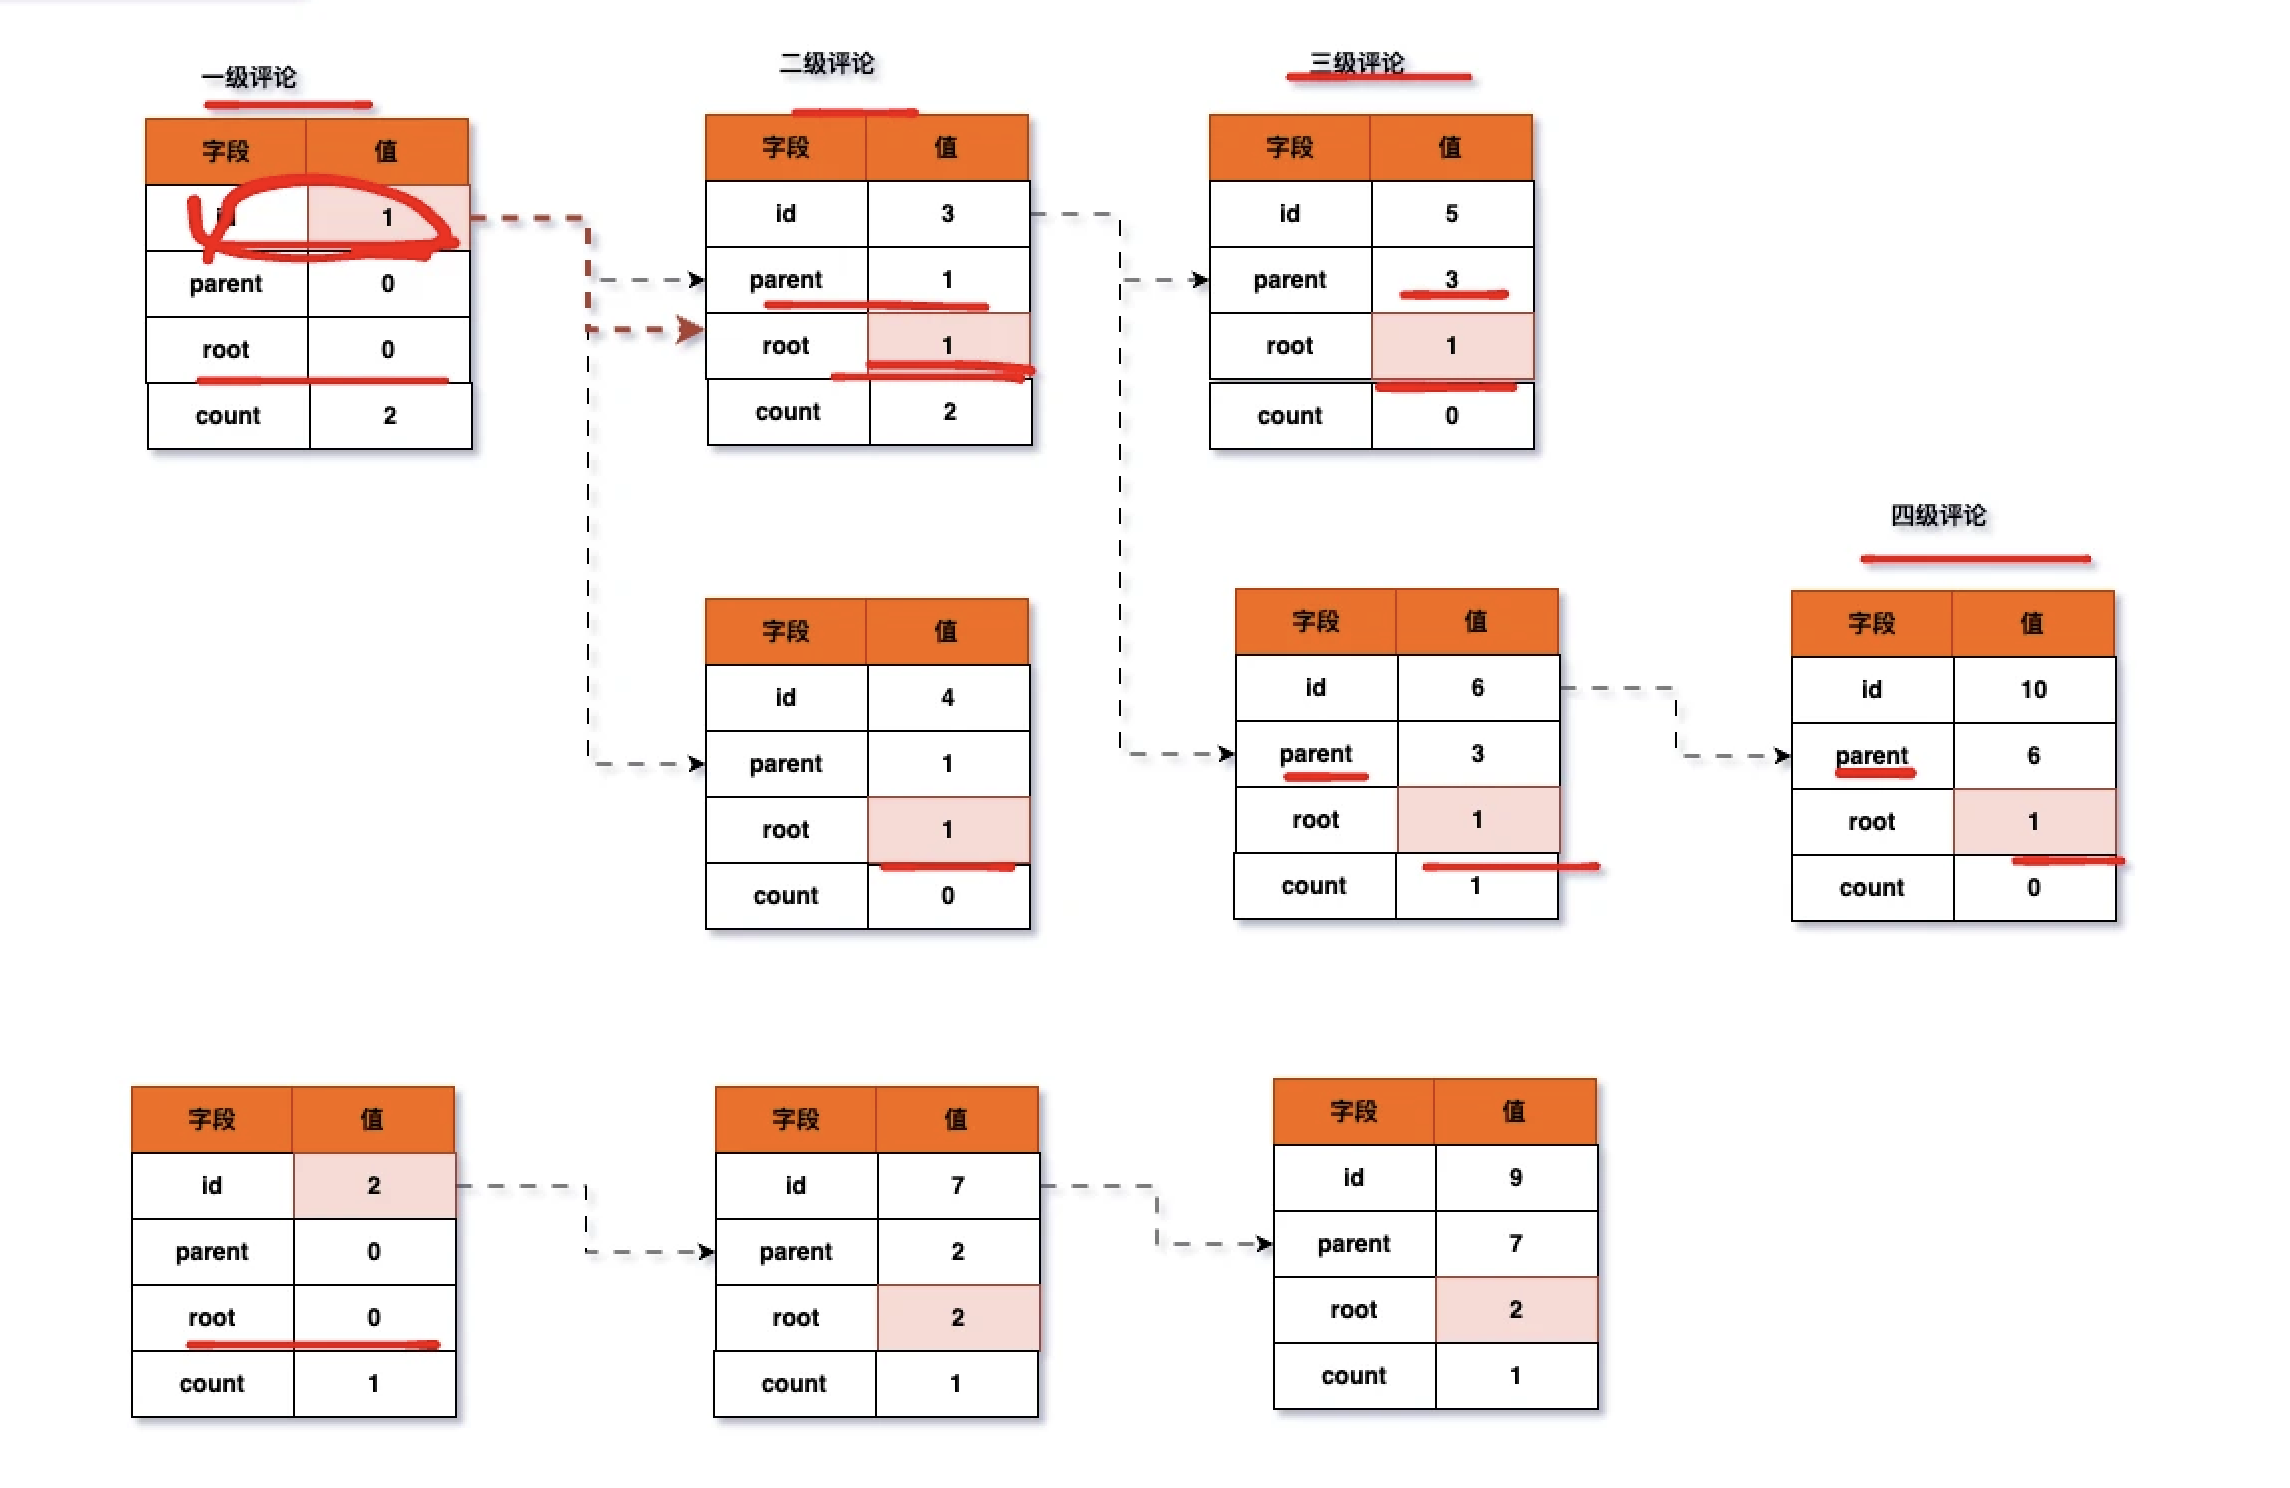 一级评论
字段 值
id 1
parent 0
root 0
count 2
二级评论
字段 值
id 3
parent 1
root 1
count 2
三级评论
字段 值
id 5
parent 3
root 1
count 0
字段 值
id 4
parent 1
root 1
count 0
字段 值
id 6
parent 3
root 1
count 1
四级评论
字段 值
id 10
parent 6
root 1
count 0
字段 值
id 2
parent 0
root 0
count 1
字段 值
id 7
parent 2
root 2
count 1
字段 值
id 9
parent 7
root 2
count 1